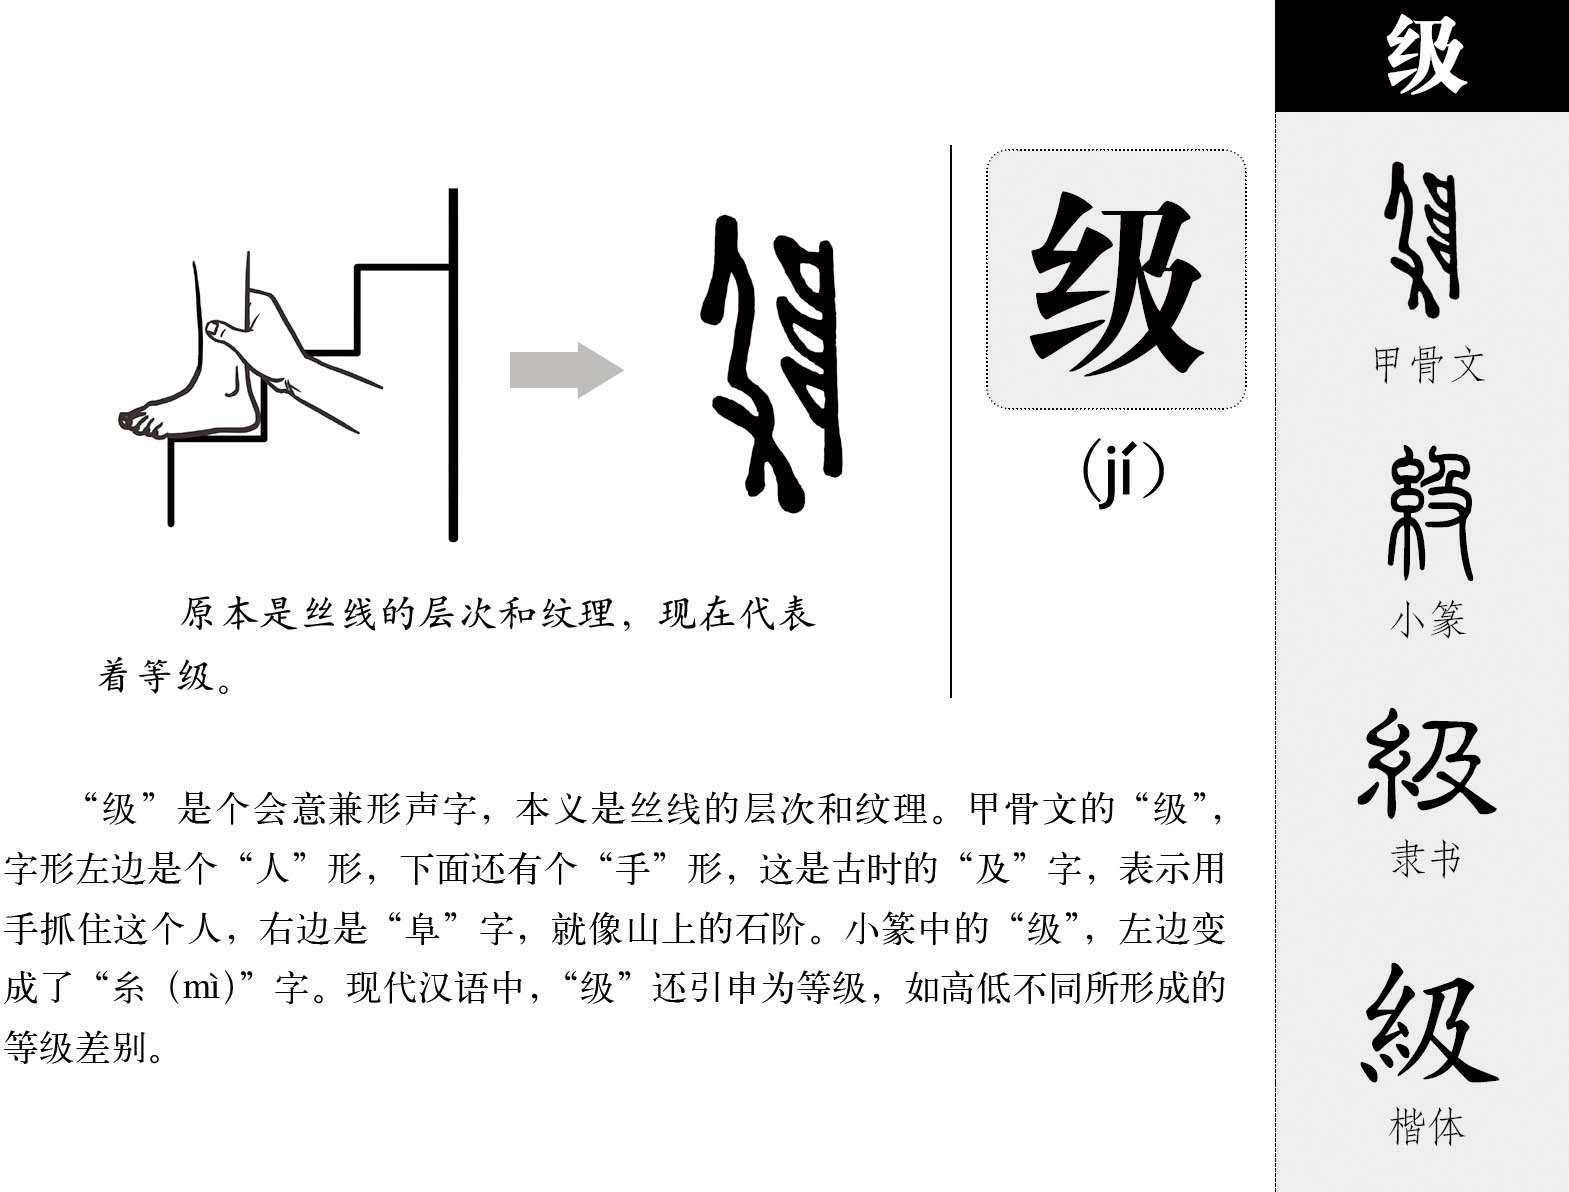 级
(jí)
原本是丝线的层次和纹理，现在代表
着等级。
“级”是个会意兼形声字，本义是丝线的层次和纹理。甲骨文的“级”，
字形左边是个“人”形，下面还有个“手”形，这是古时的“及”字，表示用
手抓住这个人，右边是“阜”字，就像山上的石阶。小篆中的“级”，左边变
成了“糸（mì）”字。现代汉语中，“级”还引申为等级，如高低不同所形成的
等级差别。
级
甲骨文
級
小篆
級
隶书
級
楷体